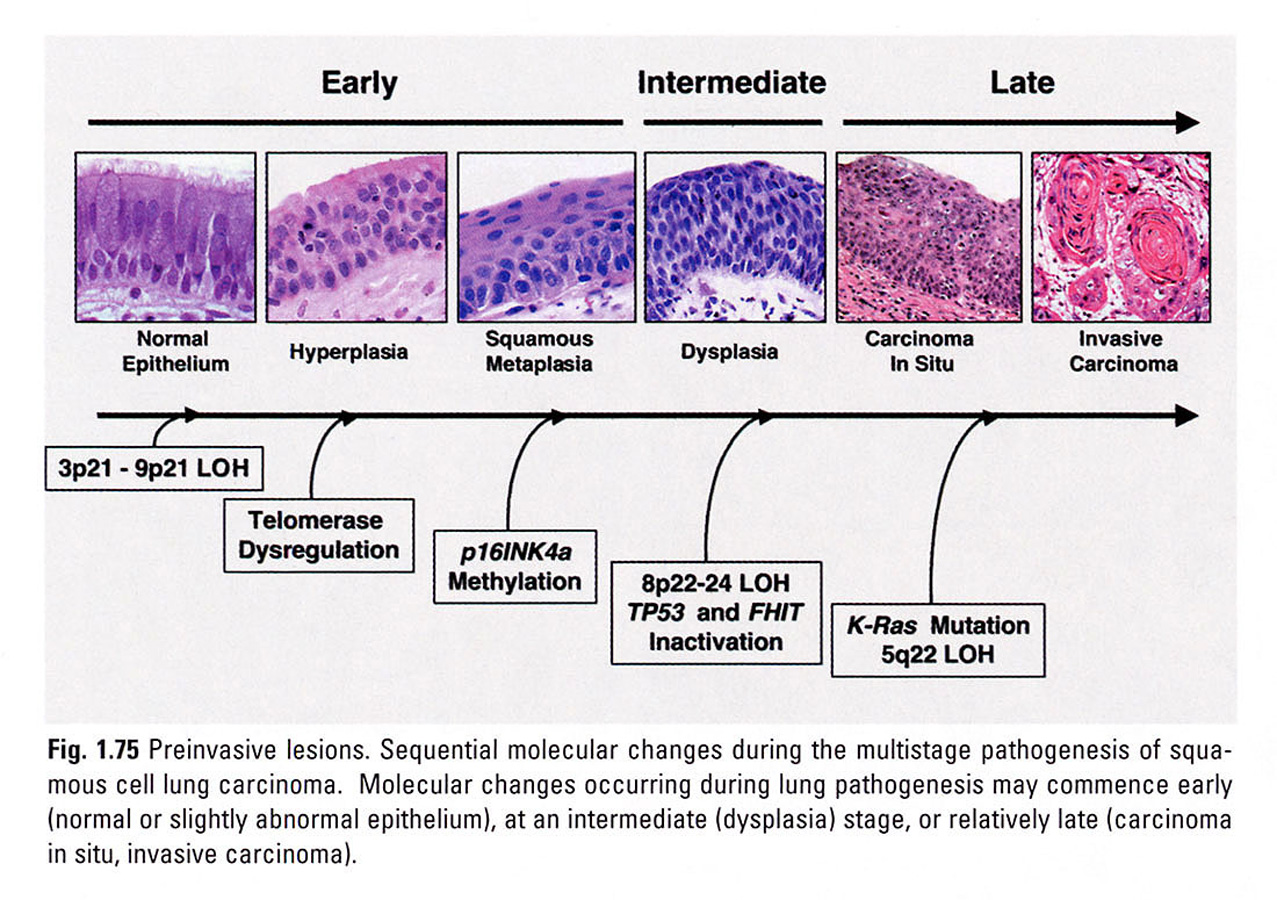 Early
Intermediate
Late
Normal
Epithelium
Hyperplasia
Squamous
Metaplasia
Dysplasia
Carcinoma
In Situ
Invasive
Carcinoma
3p21 - 9p21 LOH
Telomerase
Dysregulation
p16INK4a
Methylation
8p22-24 LOH
TP53 and FHIT
Inactivation
K-Ras Mutation
5q22 LOH
Fig. 1.75 Preinvasive lesions. Sequential molecular changes during the multistage pathogenesis of squa-
mous cell lung carcinoma. Molecular changes occurring during lung pathogenesis may commence early
(normal or slightly abnormal epithelium), at an intermediate (dysplasia) stage, or relatively late (carcinoma
in situ, invasive carcinoma).